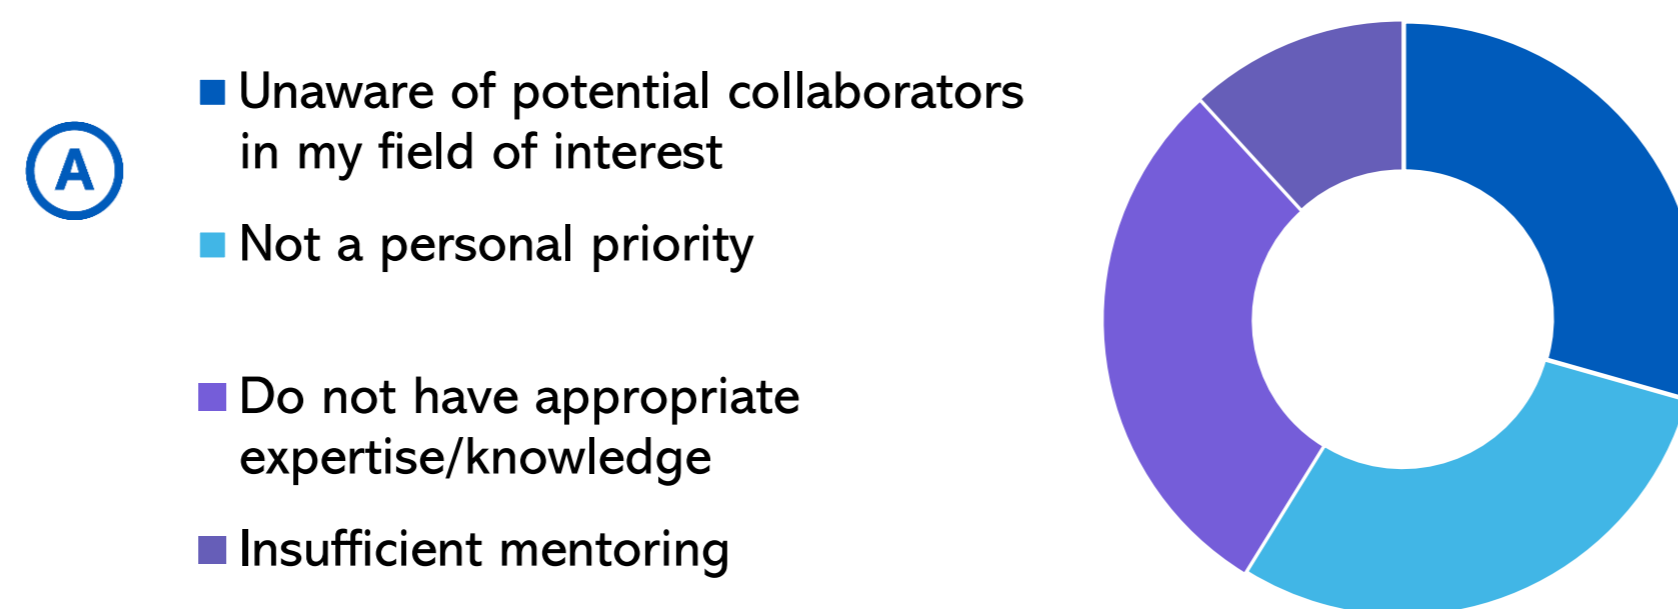 A
Unaware of potential collaborators
in my field of interest
Not a personal priority
Do not have appropriate
expertise/knowledge
Insufficient mentoring